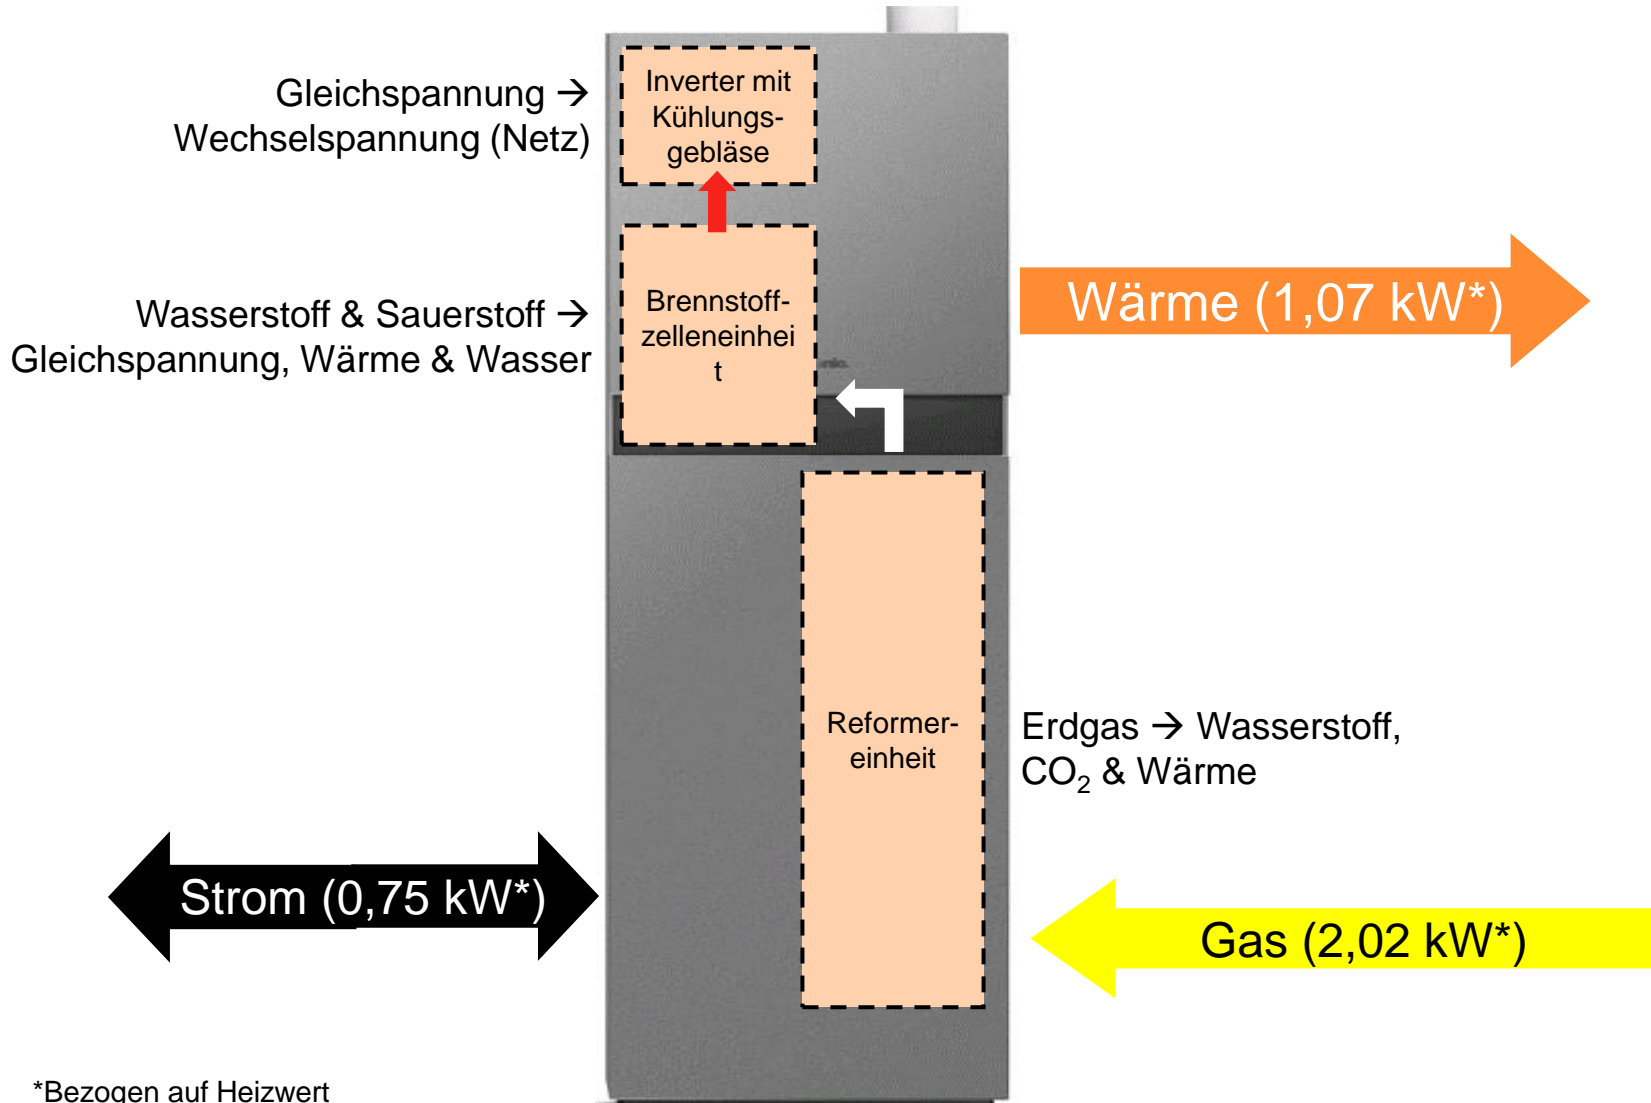 Gleichspannung →
Wechselspannung (Netz)
Inverter mit
Kühlungs-
gebläse
Wasserstoff & Sauerstoff →
Gleichspannung, Wärme & Wasser
Brennstoff-
zelleneinhei
t
Wärme (1,07 kW*)
Reformer-
einheit
Erdgas → Wasserstoff,
CO₂ & Wärme
Strom (0,75 kW*)
Gas (2,02 kW*)
*Bezogen auf Heizwert